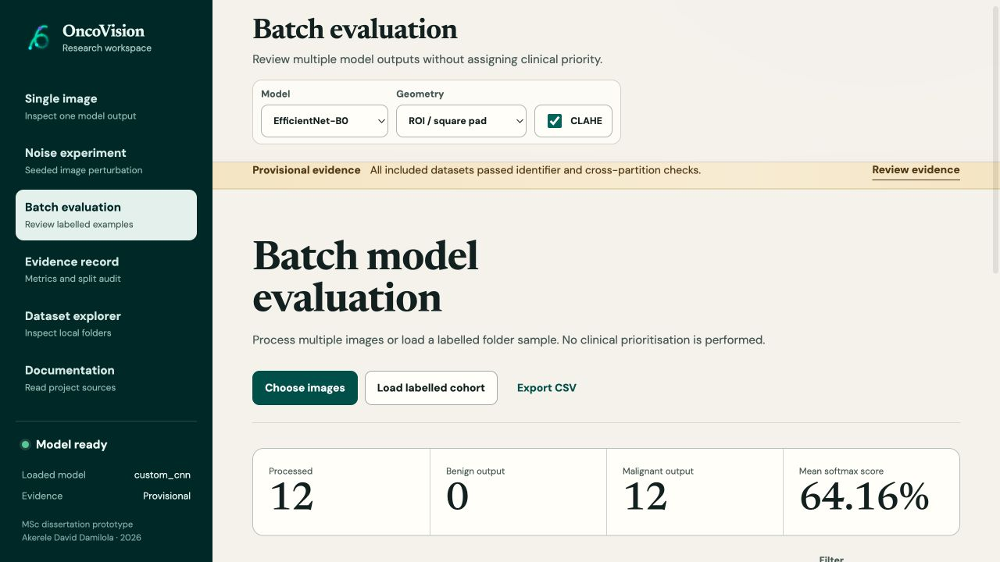 OncoVision
Research workspace
Single image
Inspect one model output
Noise experiment
Seeded image perturbation
Batch evaluation
Review labelled examples
Evidence record
Metrics and split audit
Dataset explorer
Inspect local folders
Documentation
Read project sources
Model ready
Loaded model custom_cnn
Evidence Provisional
MSc dissertation prototype
Akerele David Damilola · 2026
Batch evaluation
Review multiple model outputs without assigning clinical priority.
Model Geometry
EfficientNet-B0 ROI / square pad CLAHE
Provisional evidence All included datasets passed identifier and cross-partition checks. Review evidence
Batch model
evaluation
Process multiple images or load a labelled folder sample. No clinical prioritisation is performed.
Choose images Load labelled cohort Export CSV
Processed Benign output Malignant output Mean softmax score
12 0 12 64.16%
Filter